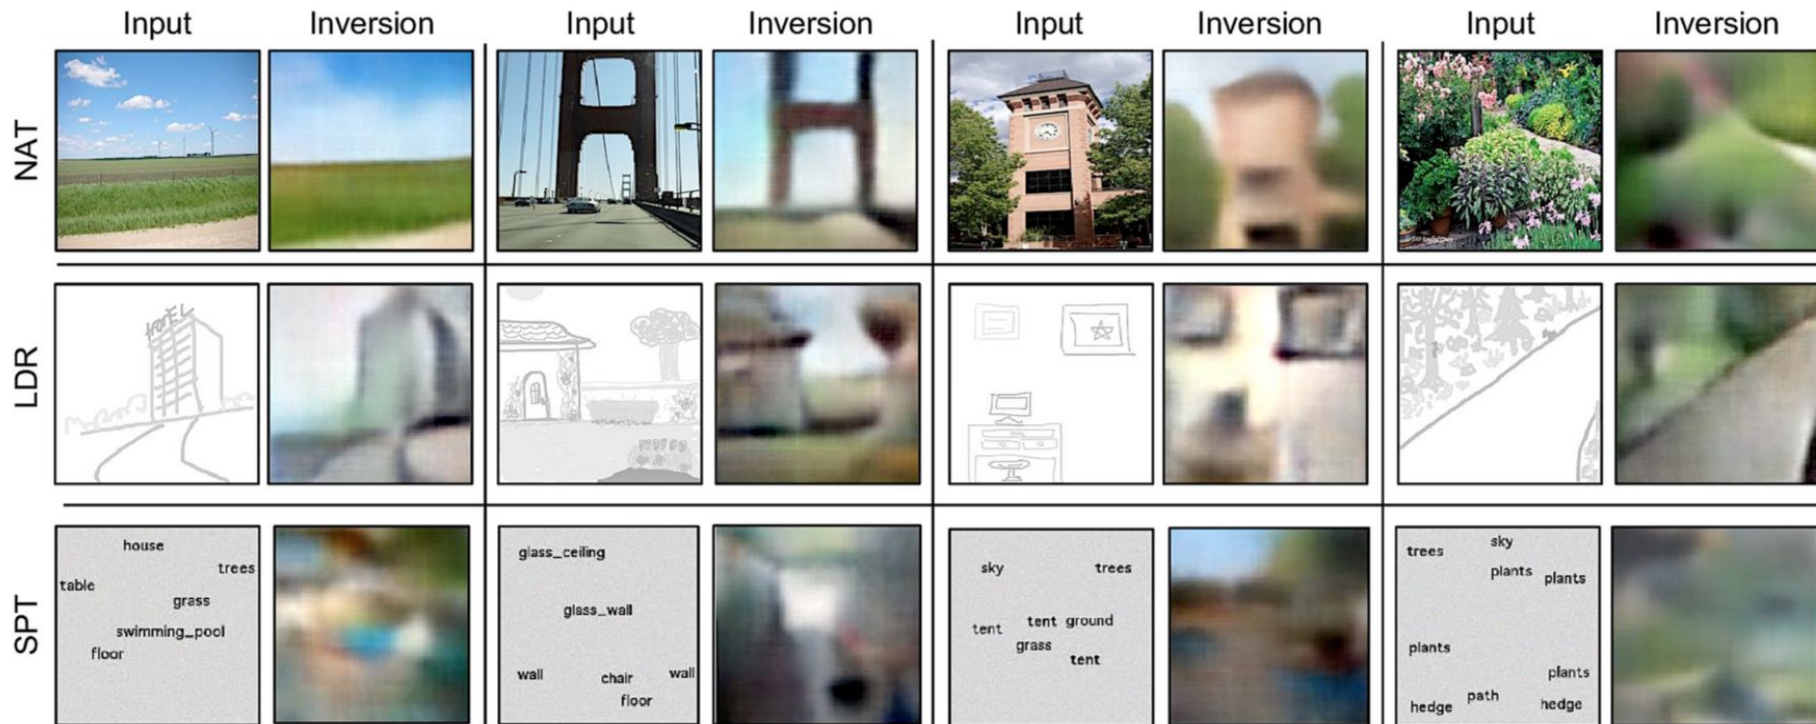 Input Inversion Input Inversion Input Inversion Input Inversion
NAT
LDR
HOTEL
SPT
house
trees
table
grass
swimming_pool
floor
glass_ceiling
glass_wall
wall
chair
wall
floor
sky
trees
tent
tent
ground
grass
tent
sky
trees
plants
plants
plants
plants
path
hedge
hedge